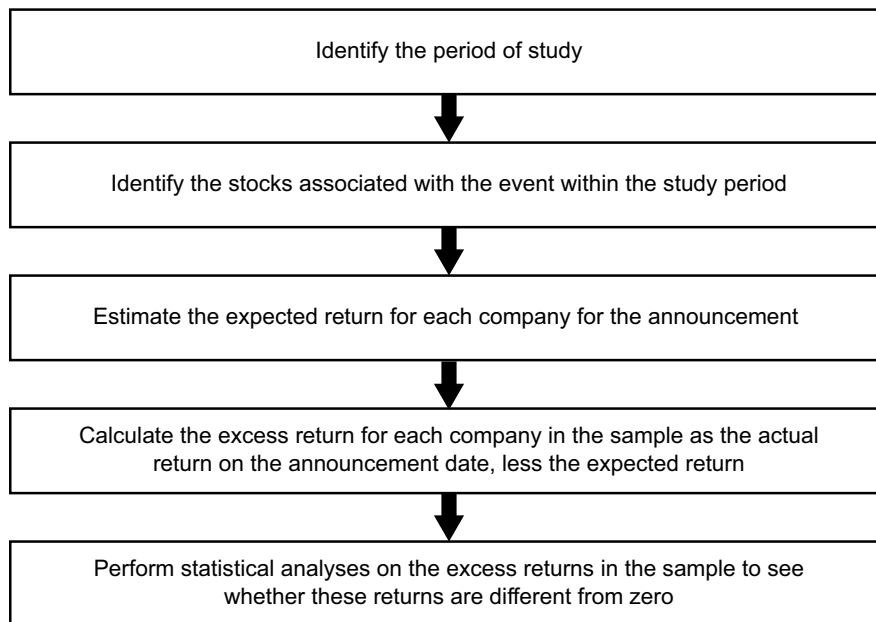 Identify the period of study
Identify the stocks associated with the event within the study period
Estimate the expected return for each company for the announcement
Calculate the excess return for each company in the sample as the actual
return on the announcement date, less the expected return
Perform statistical analyses on the excess returns in the sample to see
whether these returns are different from zero